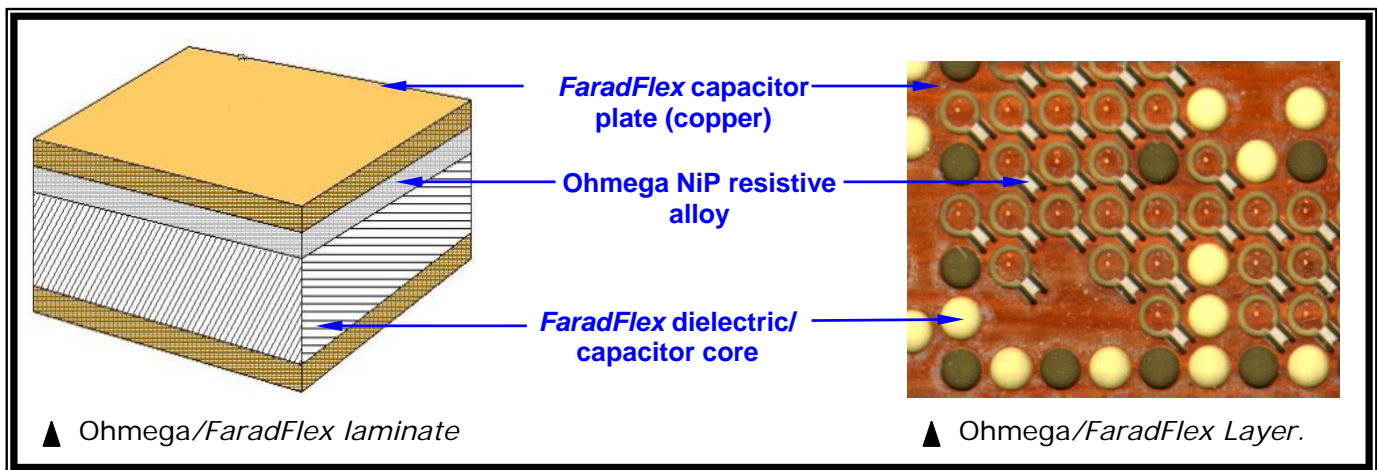 FaradFlex capacitor
plate (copper)
Ohmega NiP resistive
alloy
FaradFlex dielectric/
capacitor core
Ohmega/FaradFlex laminate
Ohmega/FaradFlex Layer.